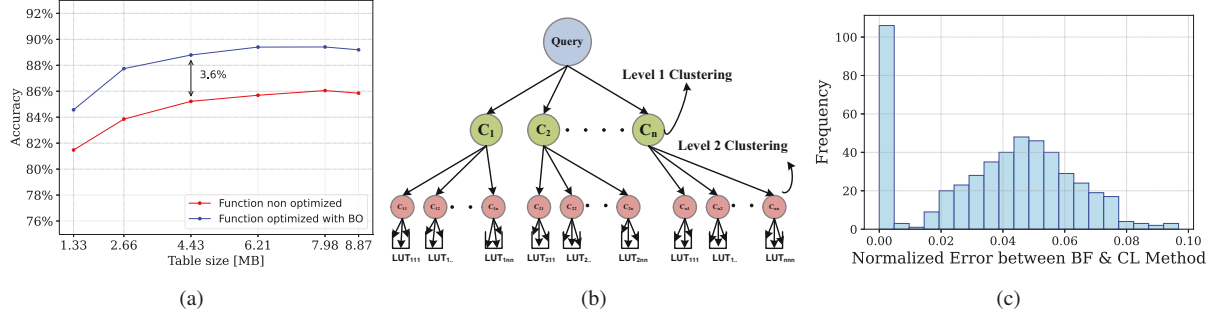 92%
90%
88%
86%
84%
82%
80%
78%
76%
Accuracy
3.6%
Function non optimized
Function optimized with BO
1.33 2.66 4.43 6.21 7.98 8.87
Table size [MB]
(a)
Query
Level 1 Clustering
C1 C2 . . . . Cn
Level 2 Clustering
LUT111 LUT1.. LUT1nn LUT211 LUT2.. LUT2nn LUT111 LUT1.. LUTnnn
(b)
100
80
60
40
20
0
Frequency
0.00 0.02 0.04 0.06 0.08 0.10
Normalized Error between BF & CL Method
(c)